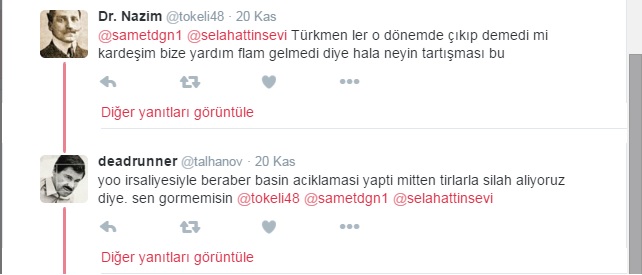 Dr. Nazim @tokeli48 · 20 Kas
@sametdgn1 @selahattinsevi Türkmen ler o dönemde çıkıp demedi mi
kardeşim bize yardım flam gelmedi diye hala neyin tartışması bu
Diğer yanıtları görüntüle
deadrunner @talhanov · 20 Kas
yoo irsaliyesiyle beraber basin aciklamasi yapti mitten tirlarla silah aliyoruz
diye. sen gormemisin @tokeli48 @sametdgn1 @selahattinsevi
Diğer yanıtları görüntüle